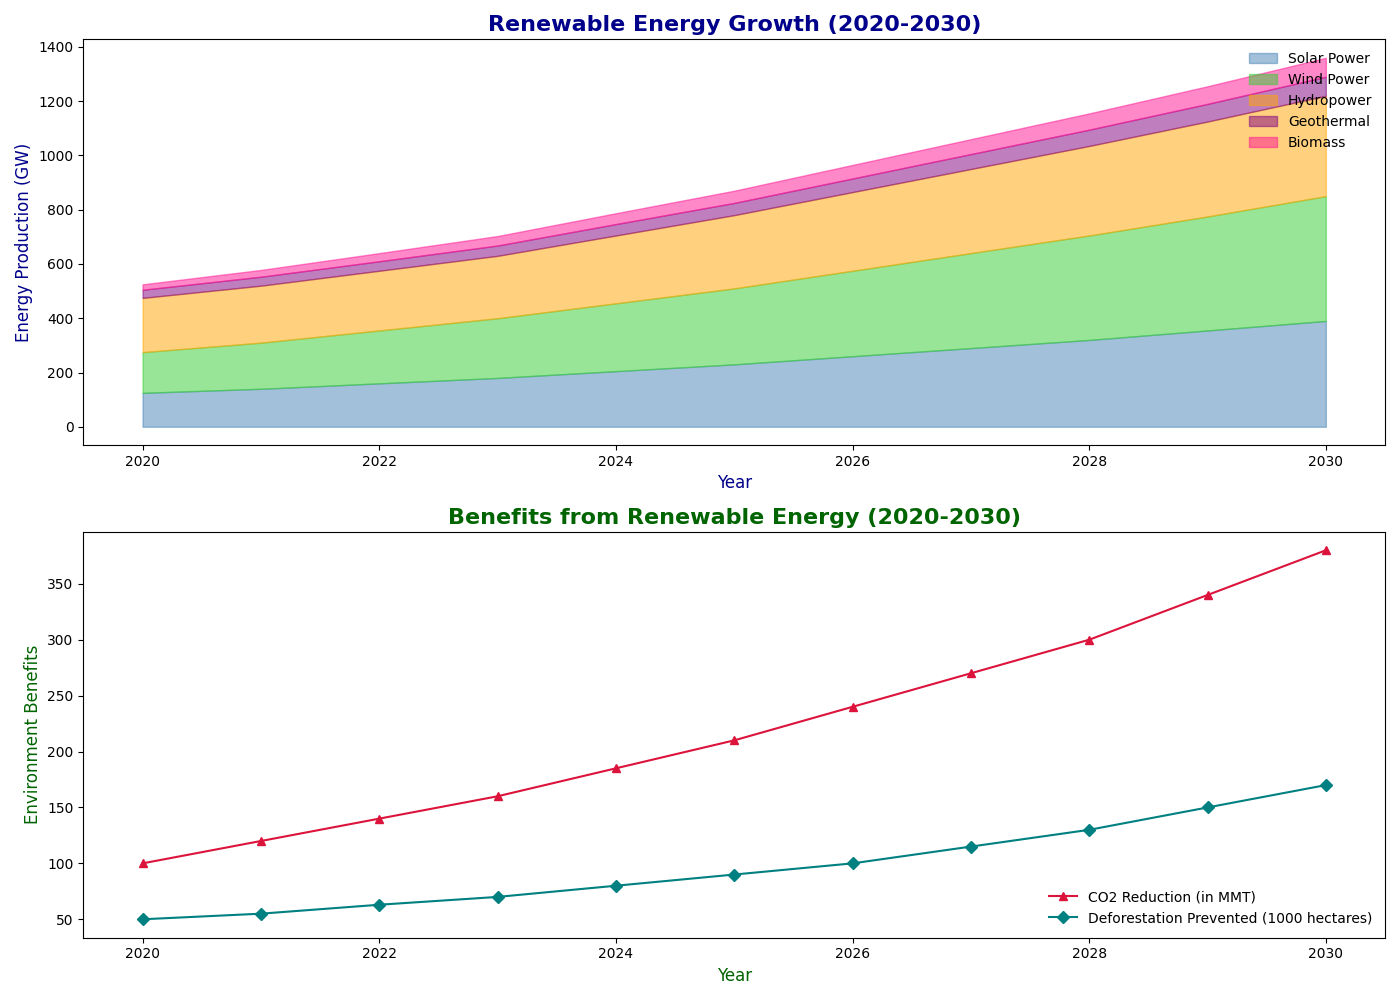 Renewable Energy Growth (2020-2030)
1400
1200
1000
800
600
400
200
0
Energy Production (GW)
Solar Power
Wind Power
Hydropower
Geothermal
Biomass
2020 2022 2024 2026 2028 2030
Year
Benefits from Renewable Energy (2020-2030)
350
300
250
200
150
100
50
Environment Benefits
CO2 Reduction (in MMT)
Deforestation Prevented (1000 hectares)
2020 2022 2024 2026 2028 2030
Year